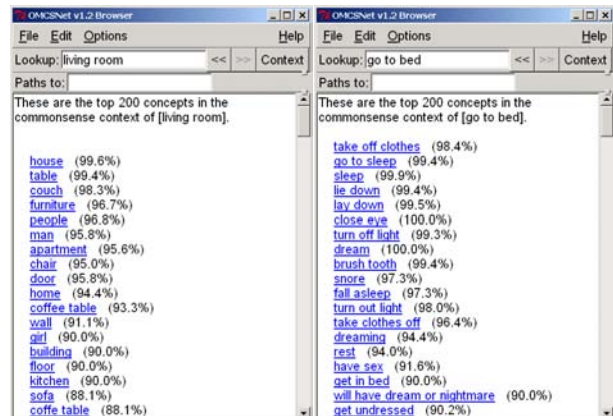 OMCSNet v1.2 Browser
File Edit Options Help
Lookup: living room << >> Context
Paths to:
These are the top 200 concepts in the
commonsense context of [living room].
house (99.6%)
table (99.4%)
couch (98.3%)
furniture (96.7%)
people (96.8%)
man (95.8%)
apartment (95.6%)
chair (95.0%)
door (95.8%)
home (94.4%)
coffee table (93.3%)
wall (91.1%)
girl (90.0%)
building (90.0%)
floor (90.0%)
kitchen (90.0%)
sofa (88.1%)
coffe table (88.1%)
OMCSNet v1.2 Browser
File Edit Options Help
Lookup: go to bed << >> Context
Paths to:
These are the top 200 concepts in the
commonsense context of [go to bed].
take off clothes (98.4%)
go to sleep (99.4%)
sleep (99.9%)
lie down (99.4%)
lay down (99.5%)
close eye (100.0%)
turn off light (99.3%)
dream (100.0%)
brush tooth (99.4%)
snore (97.3%)
fall asleep (97.3%)
turn out light (98.0%)
take clothes off (96.4%)
dreaming (94.4%)
rest (94.0%)
have sex (91.6%)
get in bed (90.0%)
will have dream or nightmare (90.0%)
get undressed (90.2%)